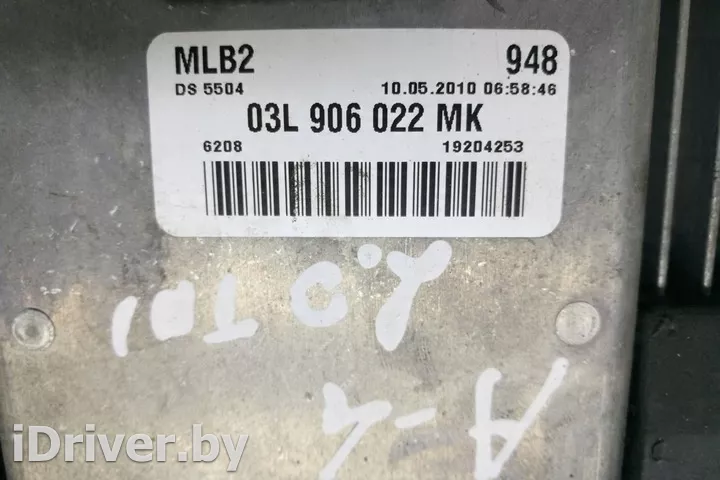 MLB2 948
DS 5504 10.05.2010 06:58:46
03L 906 022 MK
6208 19204253
2.0 TDI
A-4
iDriver.by